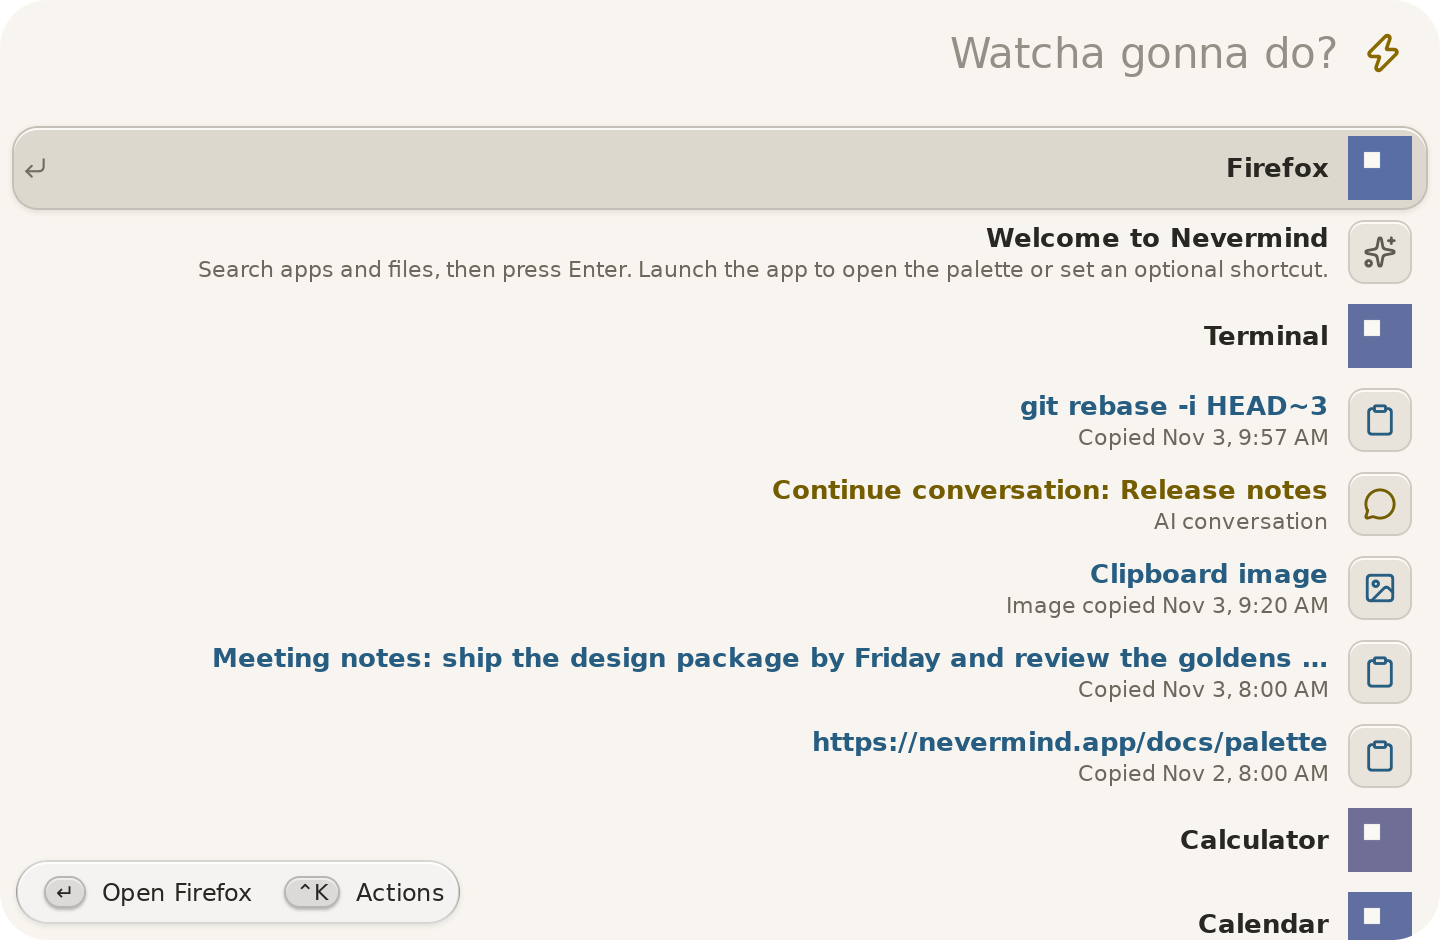 Watcha gonna do?
Firefox
Welcome to Nevermind
Search apps and files, then press Enter. Launch the app to open the palette or set an optional shortcut.
Terminal
git rebase -i HEAD~3
Copied Nov 3, 9:57 AM
Continue conversation: Release notes
AI conversation
Clipboard image
Image copied Nov 3, 9:20 AM
Meeting notes: ship the design package by Friday and review the goldens …
Copied Nov 3, 8:00 AM
https://nevermind.app/docs/palette
Copied Nov 2, 8:00 AM
Calculator
Calendar
↵ Open Firefox ^K Actions